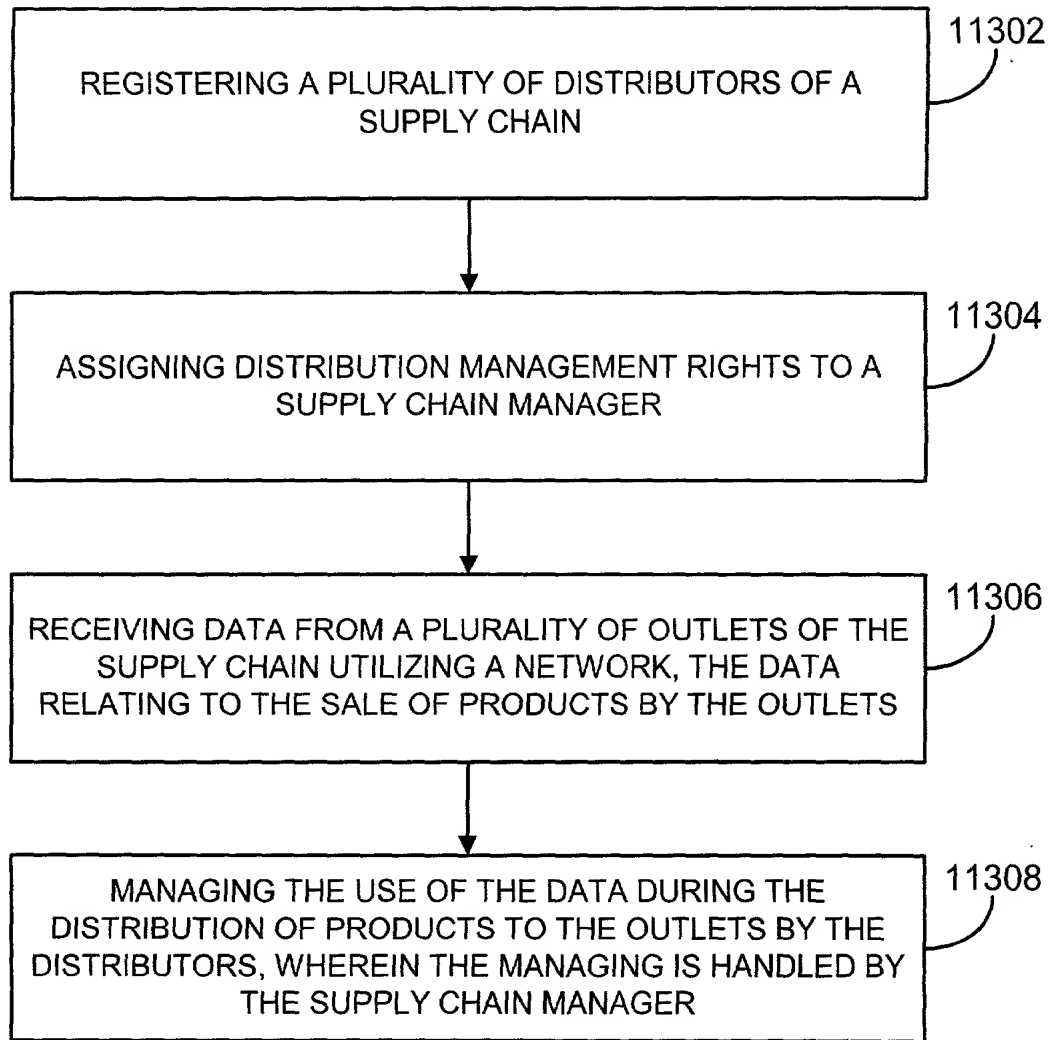 11302
REGISTERING A PLURALITY OF DISTRIBUTORS OF A
SUPPLY CHAIN
11304
ASSIGNING DISTRIBUTION MANAGEMENT RIGHTS TO A
SUPPLY CHAIN MANAGER
11306
RECEIVING DATA FROM A PLURALITY OF OUTLETS OF THE
SUPPLY CHAIN UTILIZING A NETWORK, THE DATA
RELATING TO THE SALE OF PRODUCTS BY THE OUTLETS
11308
MANAGING THE USE OF THE DATA DURING THE
DISTRIBUTION OF PRODUCTS TO THE OUTLETS BY THE
DISTRIBUTORS, WHEREIN THE MANAGING IS HANDLED BY
THE SUPPLY CHAIN MANAGER